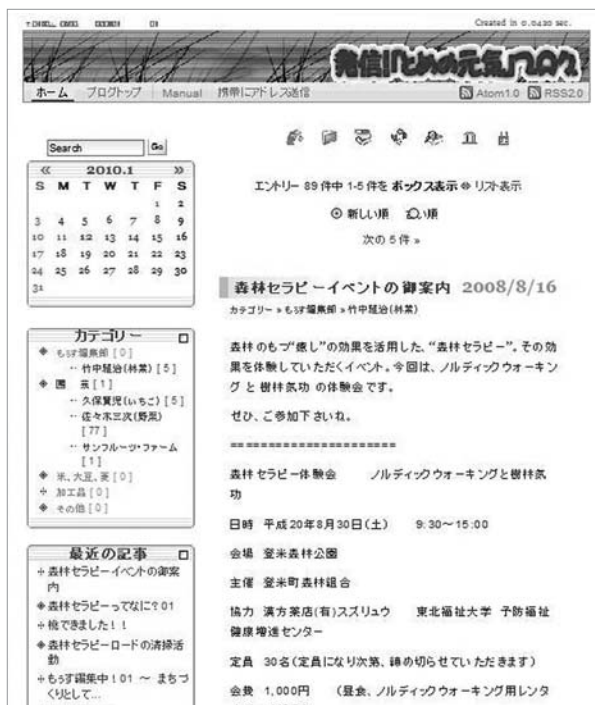 Created in 0.0420 sec.
発信！とめの元気ブログ
ホーム ブログトップ Manual 携帯にアドレス送信 Atom1.0 RSS2.0
Search Go
« 2010.1 »
S M T W T F S
1 2
3 4 5 6 7 8 9
10 11 12 13 14 15 16
17 18 19 20 21 22 23
24 25 26 27 28 29 30
31
カテゴリー
もっす編集部 [0]
竹中雄治(林業) [5]
園 芸 [1]
久保賢児(いちご) [5]
佐々木三次(野菜)
[77]
サンフルーツ・ファーム
[1]
米、大豆、麦 [0]
加工品 [0]
その他 [0]
最近の記事
森林セラピーイベントの御案
内
森林セラピーってなに？01
桃できました！！
森林セラピーロードの清掃活
動
もっす編集中！01 ～ まちづ
くりとして...
エントリー 89 件中 1-5 件を ボックス表示 ⇔ リスト表示
新しい順 古い順
次の 5 件 »
森林セラピーイベントの御案内 2008/8/16
カテゴリー » もっす編集部 » 竹中雄治(林業)
森林のもつ“癒し”の効果を活用した、“森林セラピー”。その効
果を体験していただくイベント。今回は、ノルディックウオーキン
グ と 樹林気功 の体験会です。
ぜひ、ご参加下さいね。
======================
森林セラピー体験会 ノルディックウオーキングと樹林気
功
日時 平成20年8月30日(土) 9:30～15:00
会場 登米森林公園
主催 登米町森林組合
協力 漢方薬店(有)スズリュウ 東北福祉大学 予防福祉
健康増進センター
定員 30名(定員になり次第、締め切らせていただきます)
会費 1,000円 (昼食、ノルディックウオーキング用レンタ